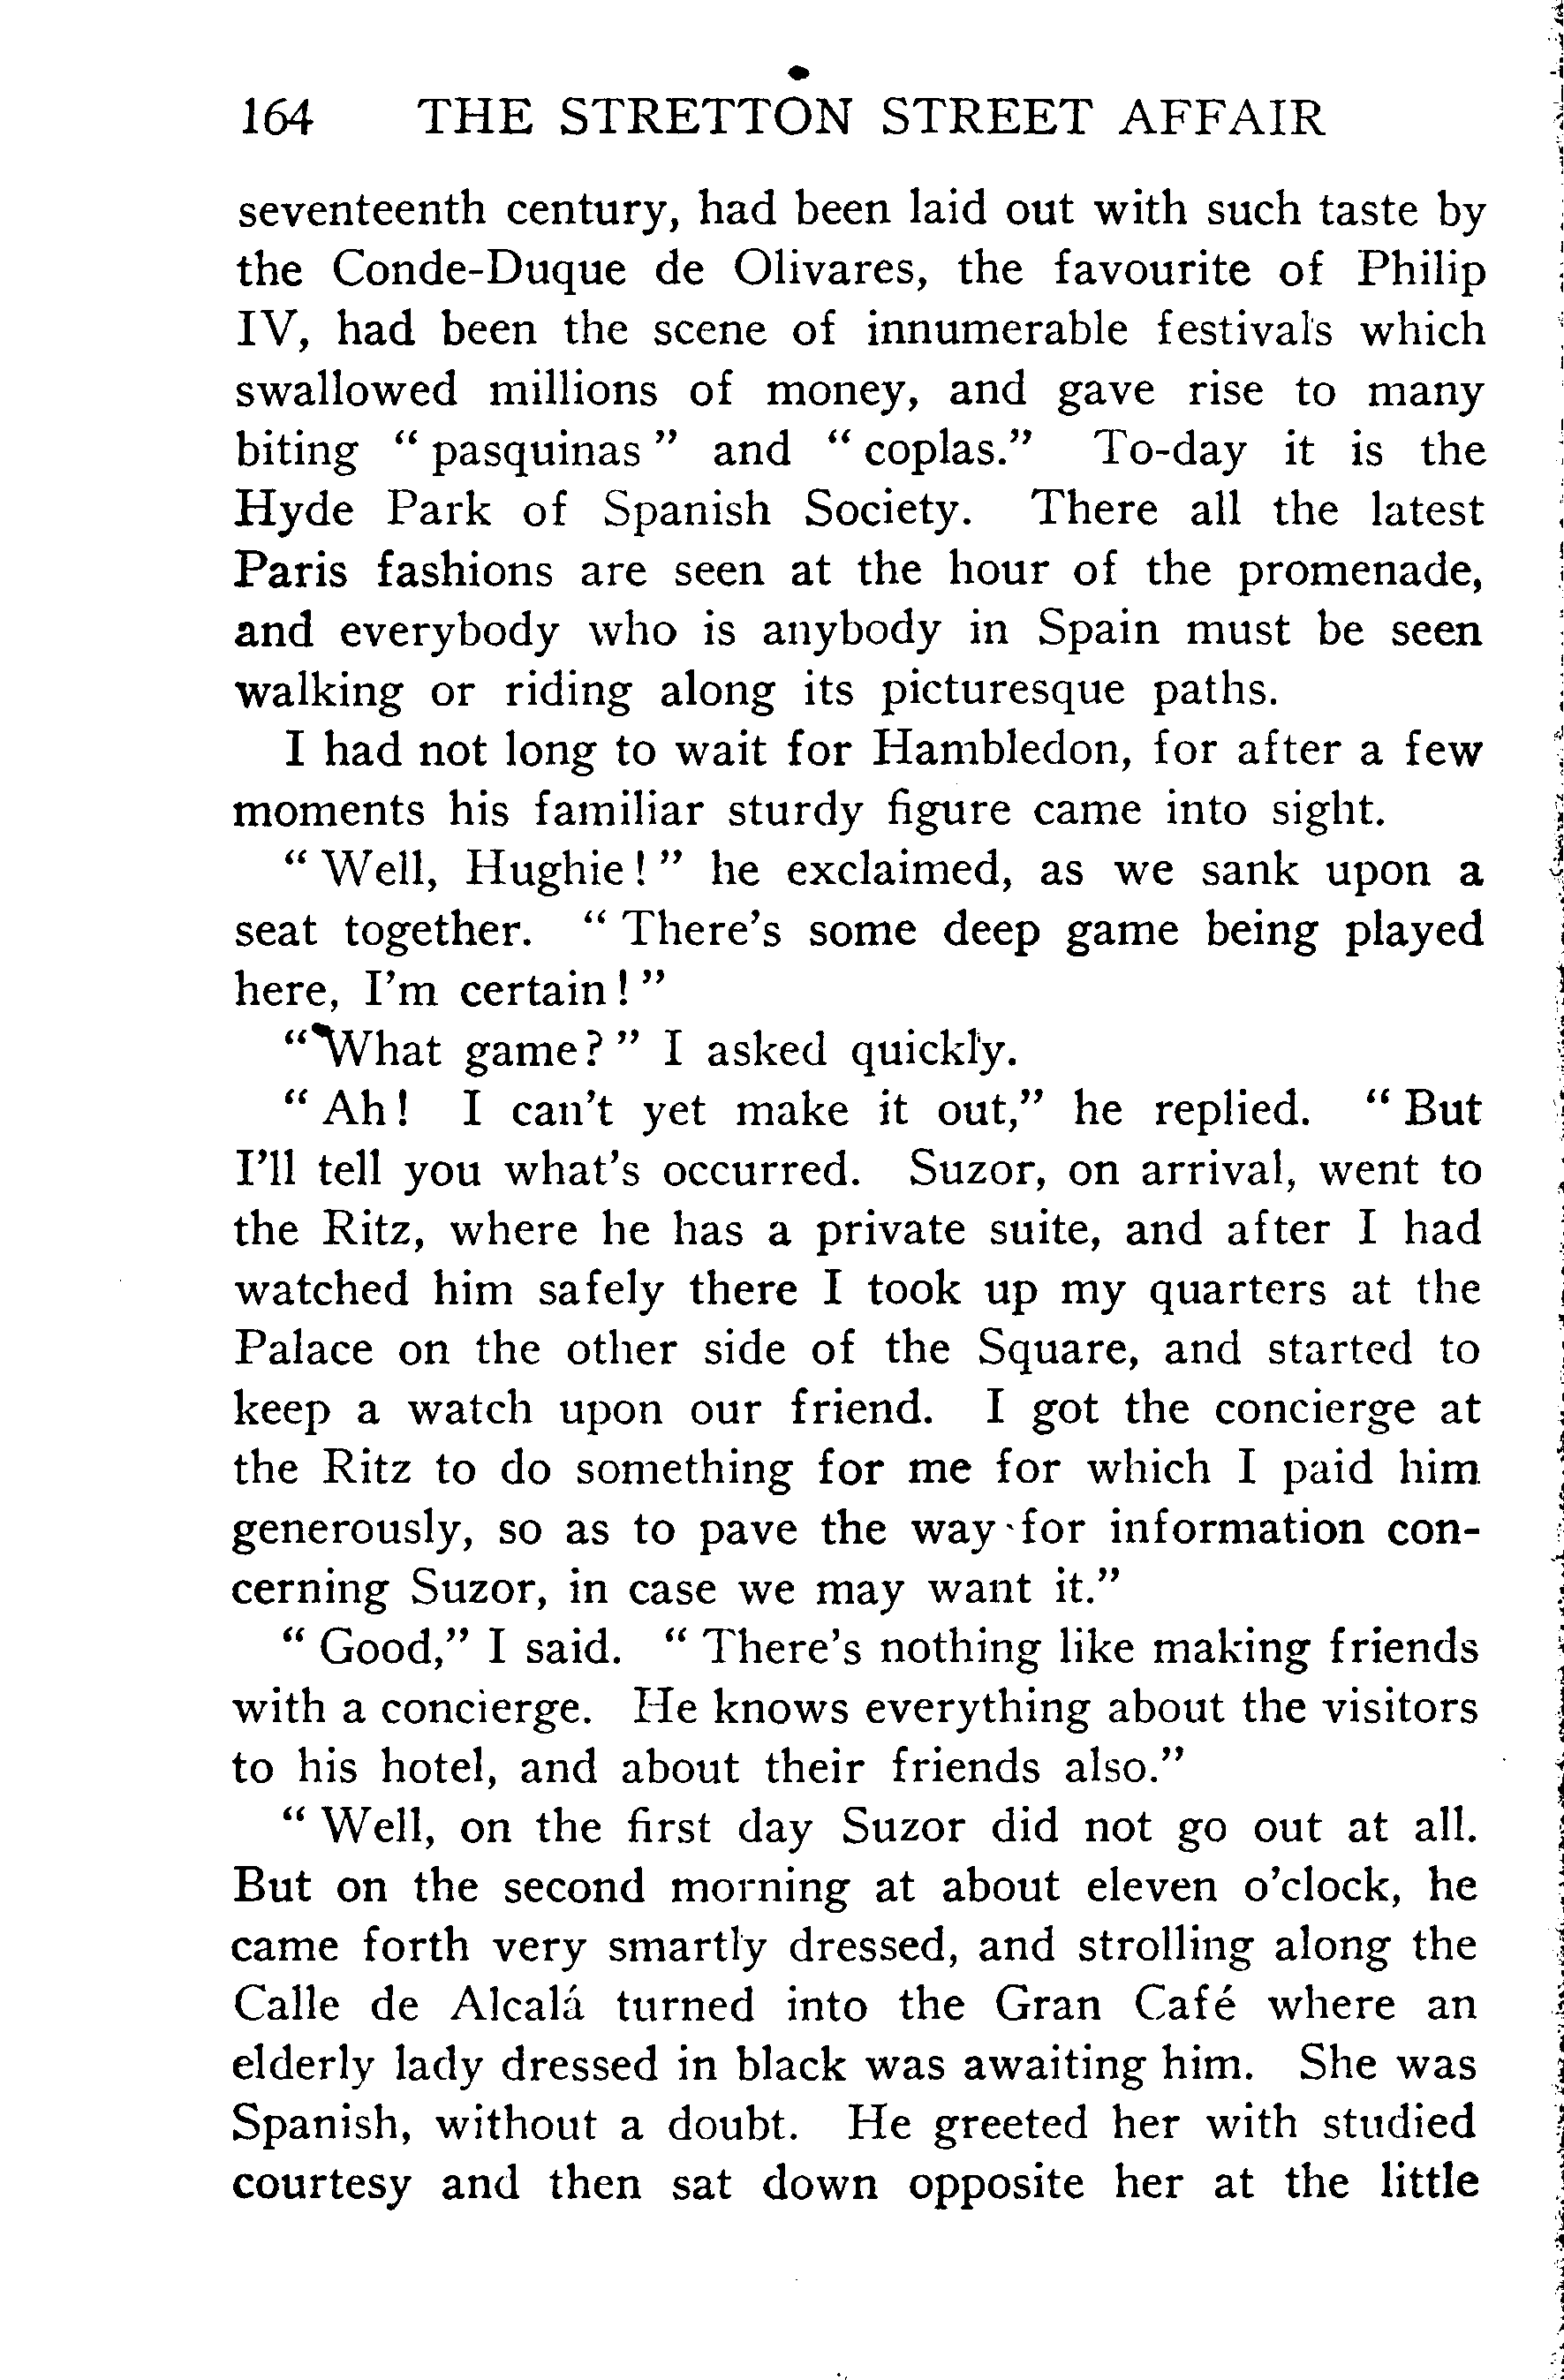 164 THE STRETTON STREET AFFAIR
seventeenth century, had been laid out with such taste by
the Conde-Duque de Olivares, the favourite of Philip
IV, had been the scene of innumerable festivals which
swallowed millions of money, and gave rise to many
biting " pasquinas " and " coplas." To-day it is the
Hyde Park of Spanish Society. There all the latest
Paris fashions are seen at the hour of the promenade,
and everybody who is anybody in Spain must be seen
walking or riding along its picturesque paths.
I had not long to wait for Hambledon, for after a few
moments his familiar sturdy figure came into sight.
" Well, Hughie ! " he exclaimed, as we sank upon a
seat together. " There's some deep game being played
here, I'm certain ! "
" What game? " I asked quickly.
" Ah ! I can't yet make it out," he replied. " But
I'll tell you what's occurred. Suzor, on arrival, went to
the Ritz, where he has a private suite, and after I had
watched him safely there I took up my quarters at the
Palace on the other side of the Square, and started to
keep a watch upon our friend. I got the concierge at
the Ritz to do something for me for which I paid him
generously, so as to pave the way for information con-
cerning Suzor, in case we may want it."
" Good," I said. " There's nothing like making friends
with a concierge. He knows everything about the visitors
to his hotel, and about their friends also."
" Well, on the first day Suzor did not go out at all.
But on the second morning at about eleven o'clock, he
came forth very smartly dressed, and strolling along the
Calle de Alcalá turned into the Gran Café where an
elderly lady dressed in black was awaiting him. She was
Spanish, without a doubt. He greeted her with studied
courtesy and then sat down opposite her at the little